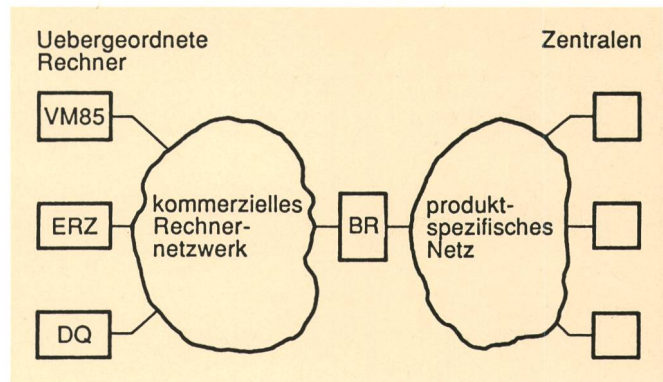 Uebergeordnete
Rechner
Zentralen
VM85
ERZ
DQ
kommerzielles
Rechner-
netzwerk
BR
produkt-
spezifisches
Netz